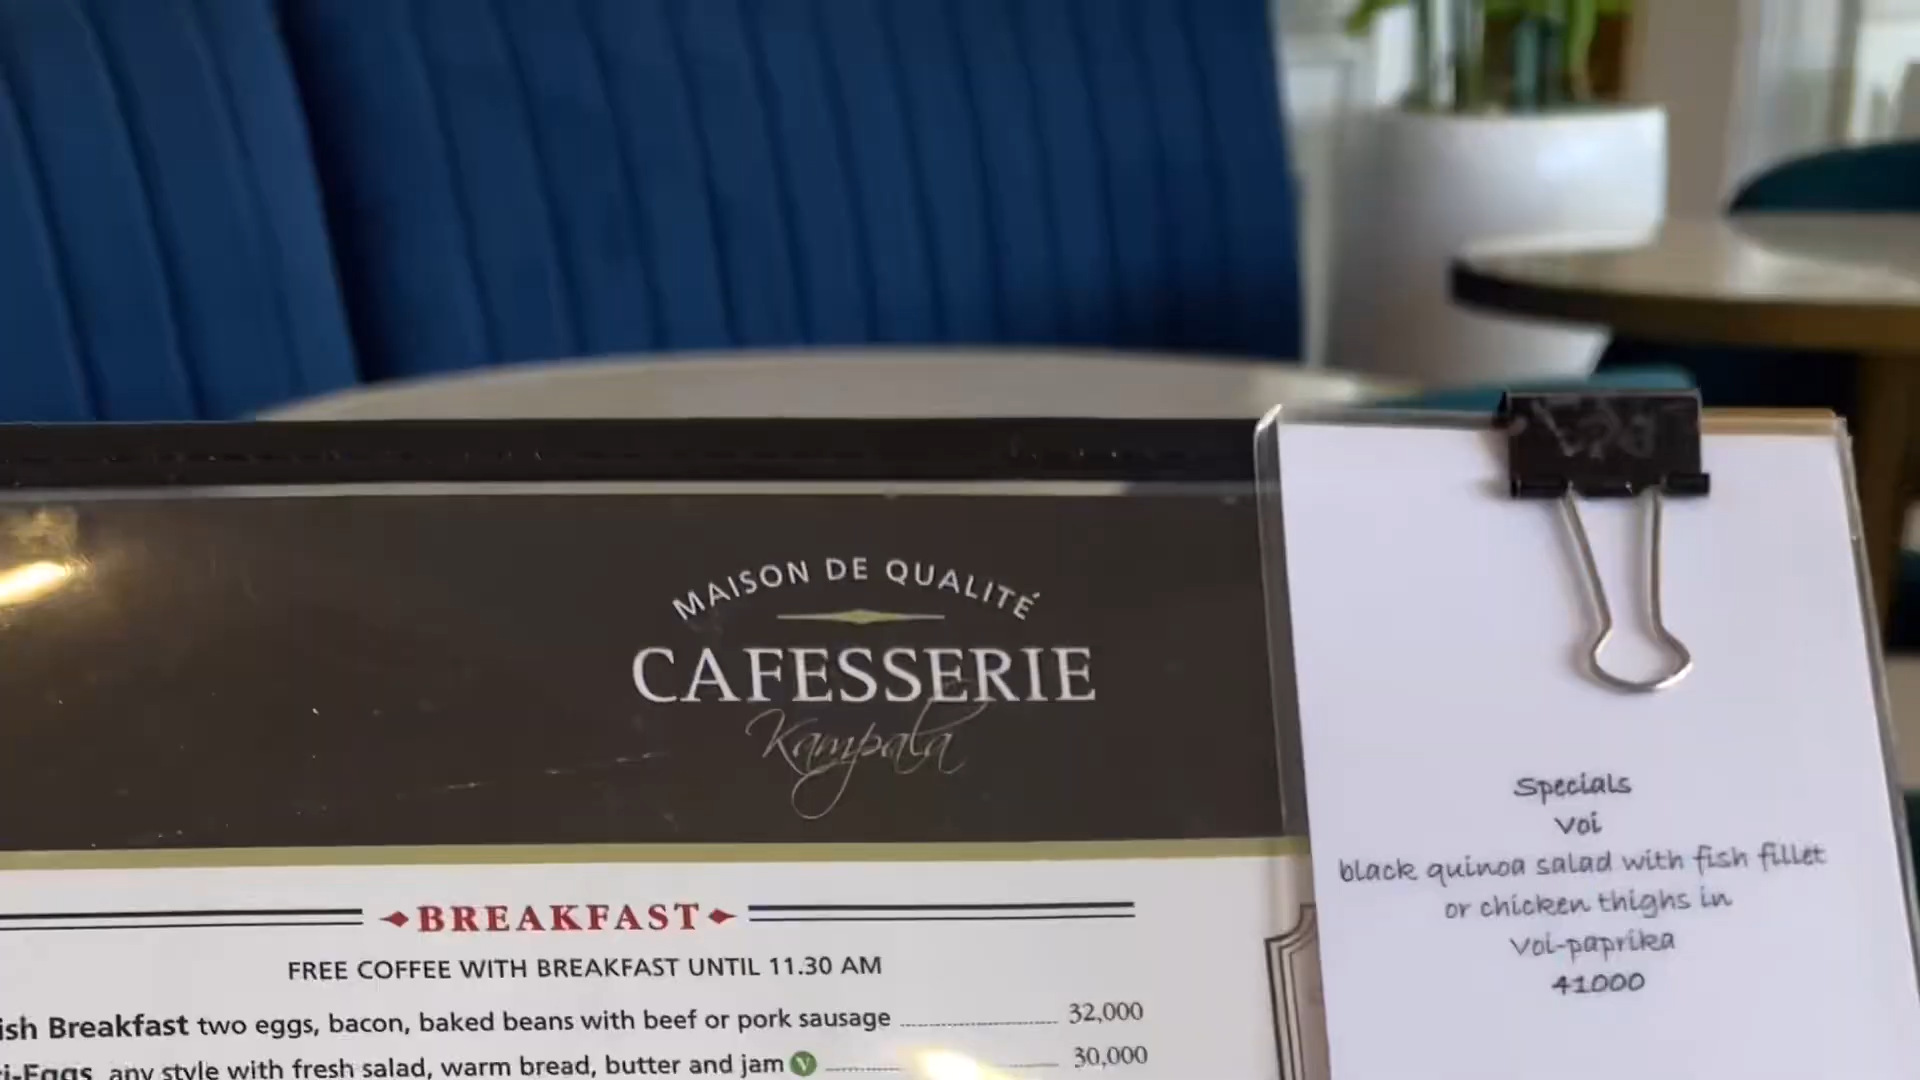 MAISON DE QUALITÉ
CAFESSERIE
Kampala
BREAKFAST
FREE COFFEE WITH BREAKFAST UNTIL 11.30 AM
ish Breakfast two eggs, bacon, baked beans with beef or pork sausage 32,000
i-Eggs, any style with fresh salad, warm bread, butter and jam V 30,000
Specials
Voi
black quinoa salad with fish fillet
or chicken thighs in
Voi-paprika
41000